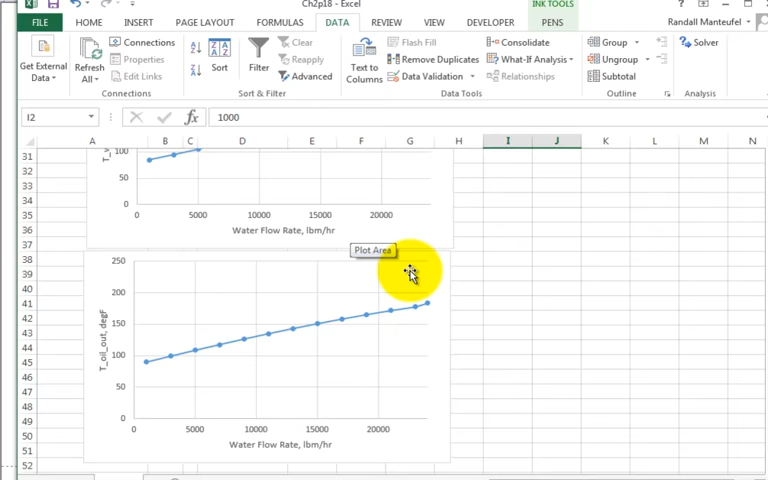 Ch2p18 - Excel
INK TOOLS
FILE HOME INSERT PAGE LAYOUT FORMULAS DATA REVIEW VIEW DEVELOPER PENS Randall Manteufel
Get External Data
Refresh All
Connections
Properties
Edit Links
Connections
Sort
Filter
Clear
Reapply
Advanced
Sort & Filter
Text to Columns
Flash Fill
Remove Duplicates
Data Validation
Consolidate
What-If Analysis
Relationships
Data Tools
Group
Ungroup
Subtotal
Outline
Solver
Analysis
I2 fx 1000
A B C D E F G H I J K L M N
31
32
33
34
35
36
37
38
39
40
41
42
43
44
45
46
47
48
49
50
51
52
100
50
0
0 5000 10000 15000 20000
Water Flow Rate, lbm/hr
Plot Area
250
200
150
100
50
0
T_oil_out, degF
0 5000 10000 15000 20000
Water Flow Rate, lbm/hr